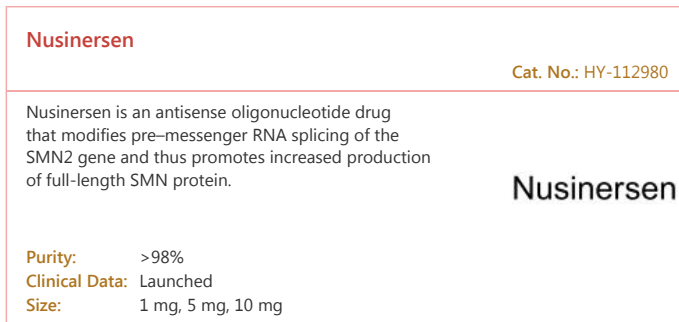 Nusinersen
Cat. No.: HY-112980
Nusinersen is an antisense oligonucleotide drug
that modifies pre–messenger RNA splicing of the
SMN2 gene and thus promotes increased production
of full-length SMN protein.
Nusinersen
Purity: >98%
Clinical Data: Launched
Size: 1 mg, 5 mg, 10 mg